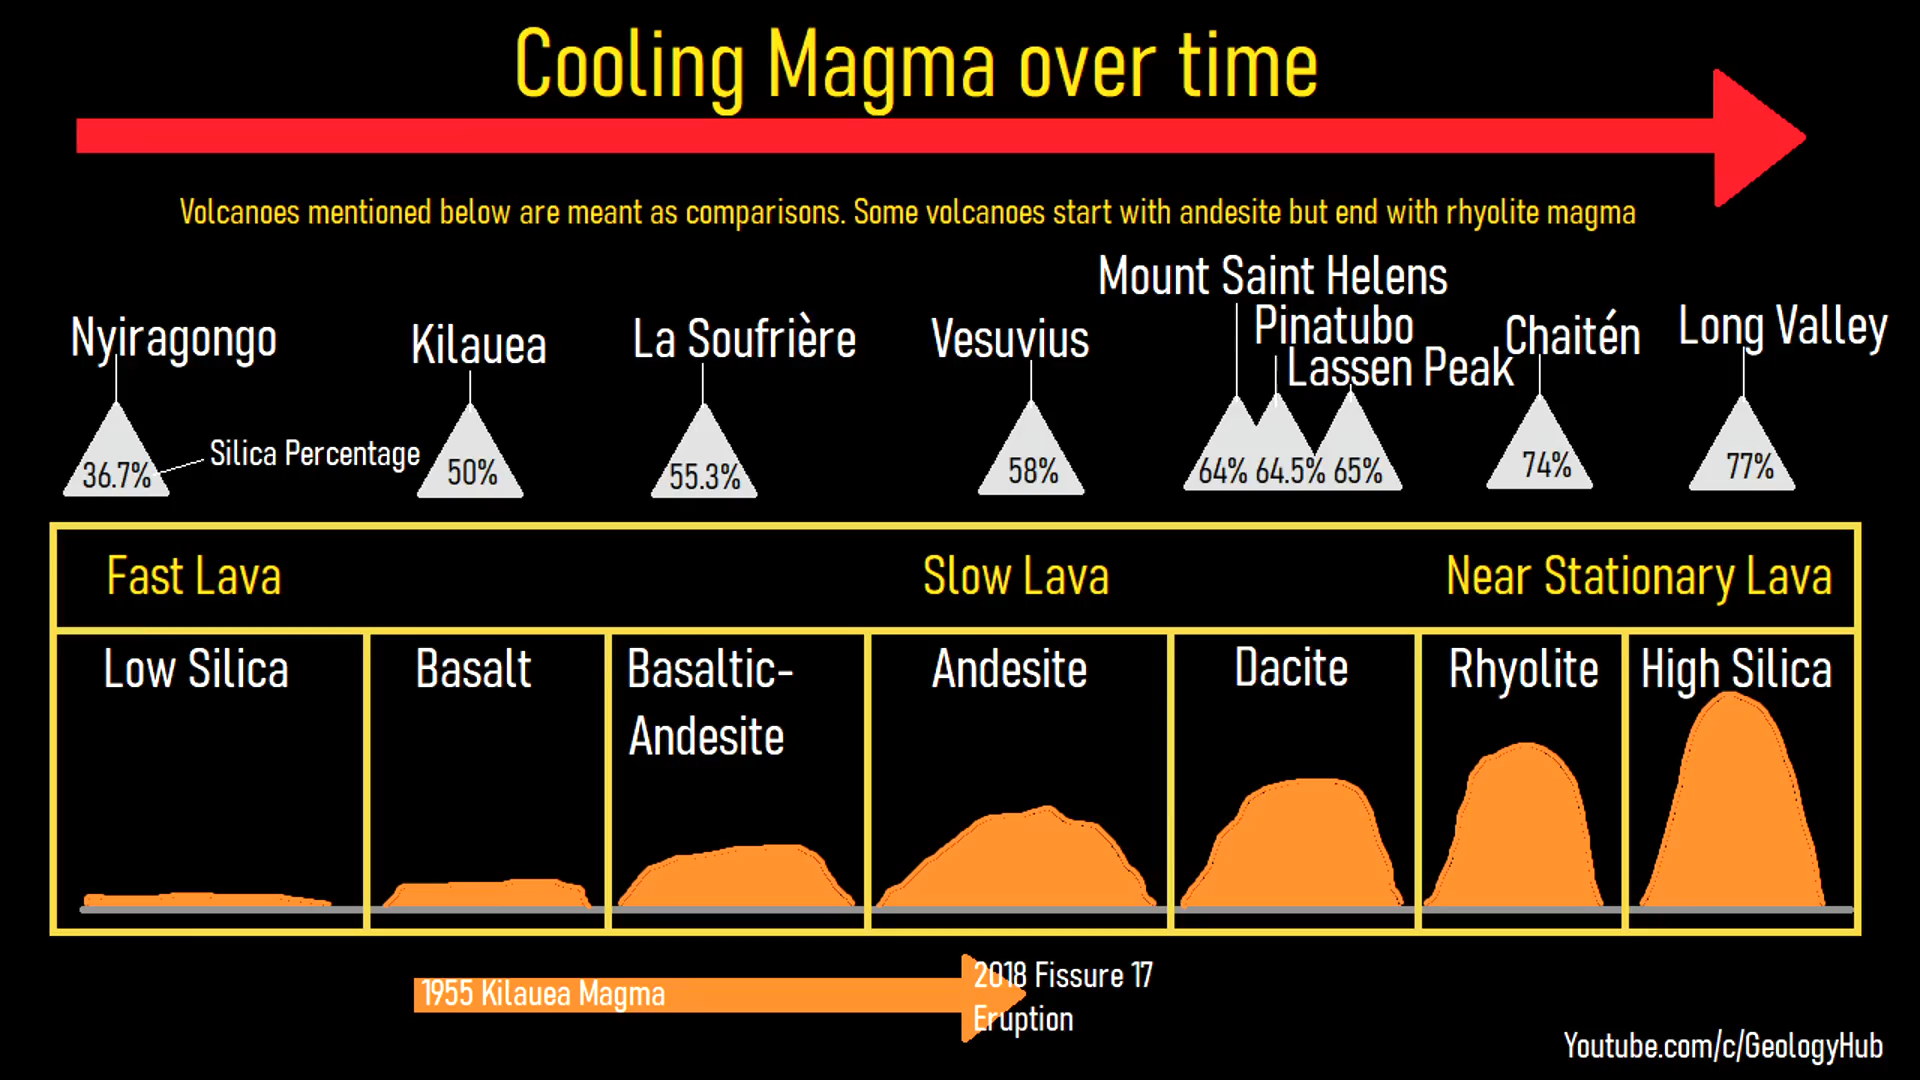 Cooling Magma over time
Volcanoes mentioned below are meant as comparisons. Some volcanoes start with andesite but end with rhyolite magma
Mount Saint Helens
Nyiragongo
Kilauea
La Soufrière
Vesuvius
Pinatubo
Lassen Peak
Chaitén
Long Valley
36.7%
Silica Percentage
50%
55.3%
58%
64%
64.5%
65%
74%
77%
Fast Lava
Slow Lava
Near Stationary Lava
Low Silica
Basalt
Basaltic-
Andesite
Andesite
Dacite
Rhyolite
High Silica
1955 Kilauea Magma
2018 Fissure 17
Eruption
Youtube.com/c/GeologyHub